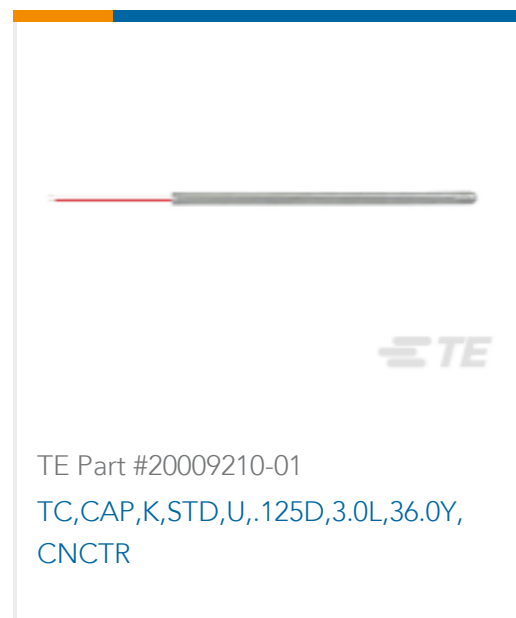 TE
TE Part #20009210-01
TC,CAP,K,STD,U,.125D,3.0L,36.0Y,
CNCTR